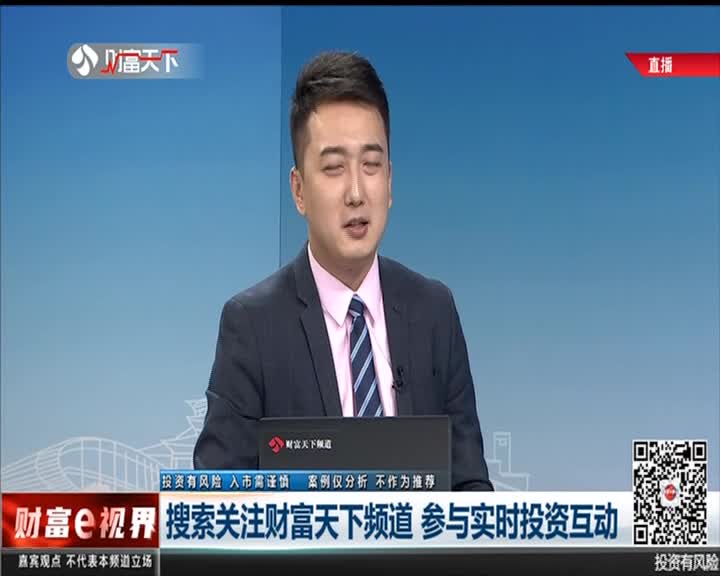 财富天下
直播
财富天下频道
投资有风险 入市需谨慎 案例仅分析 不作为推荐
财富e视界
搜索关注财富天下频道 参与实时投资互动
嘉宾观点 不代表本频道立场
投资有风险